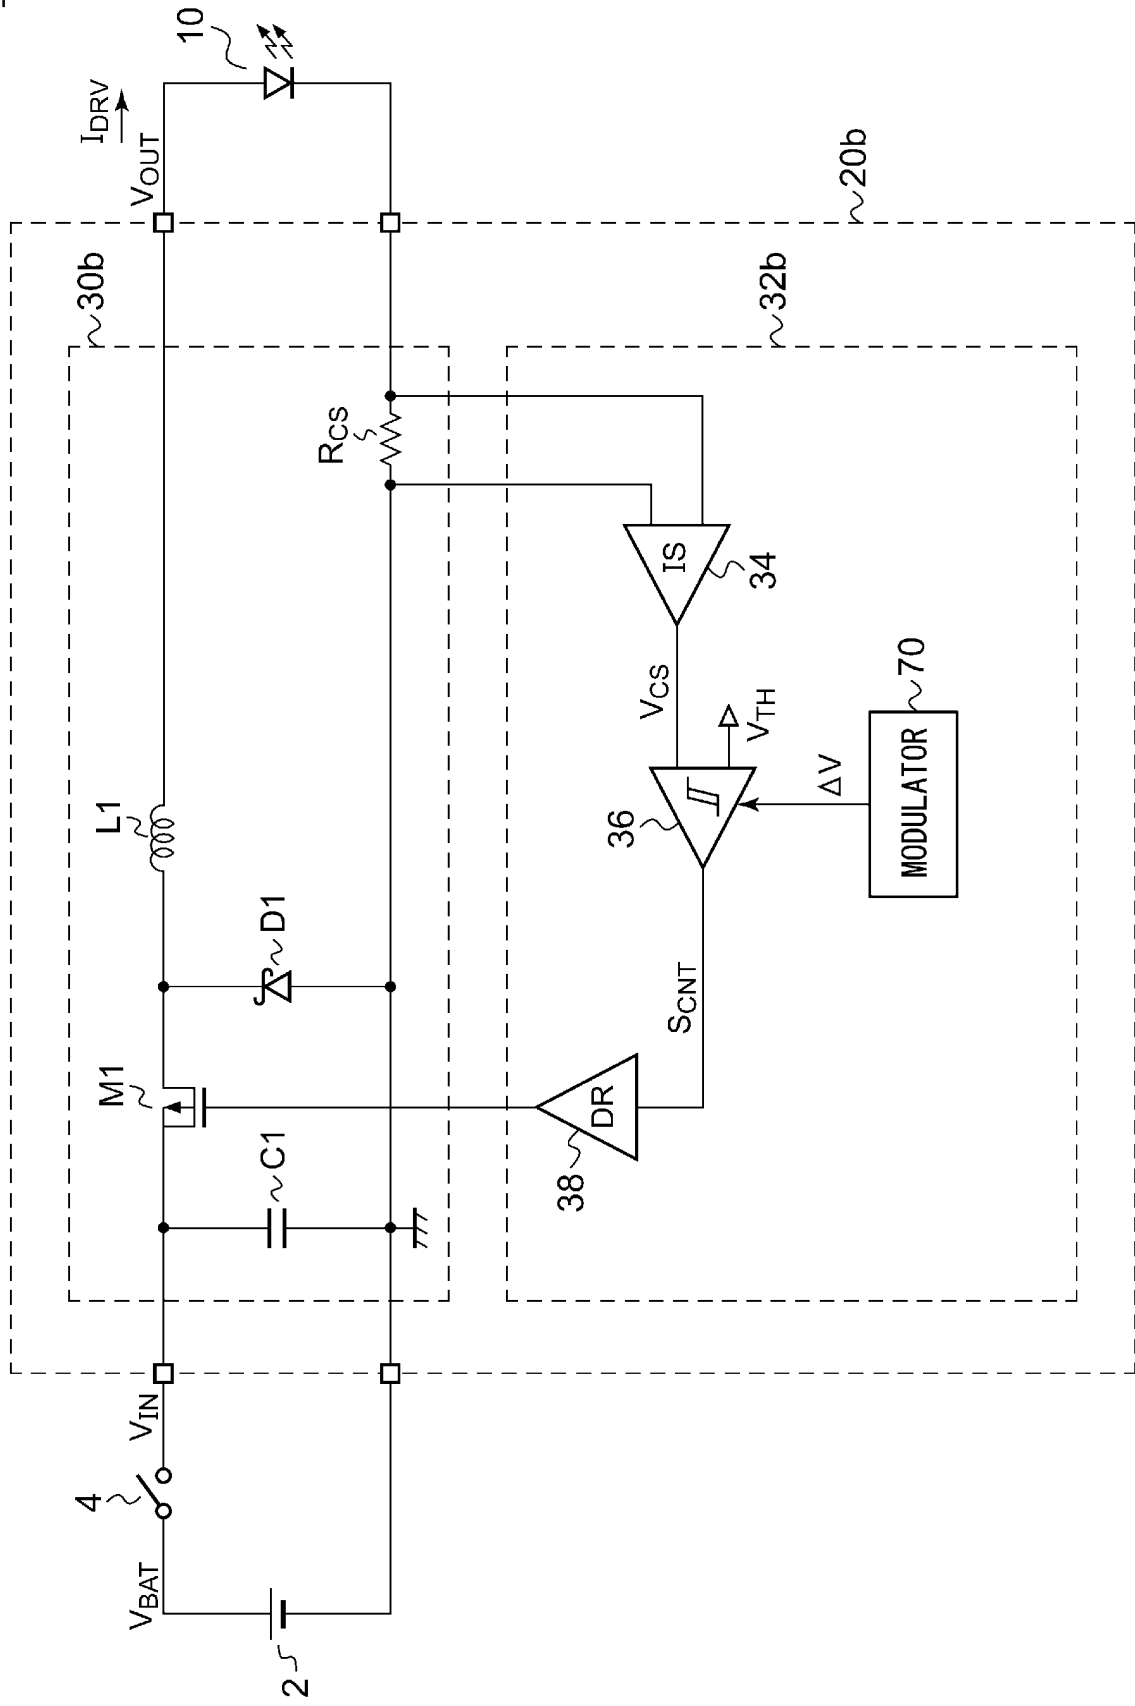 V_BAT
4
V_IN
2
M1
C1
D1
L1
30b
R_CS
V_OUT
I_DRV
10
20b
32b
38
DR
S_CNT
36
V_CS
V_TH
IS
34
ΔV
MODULATOR
70